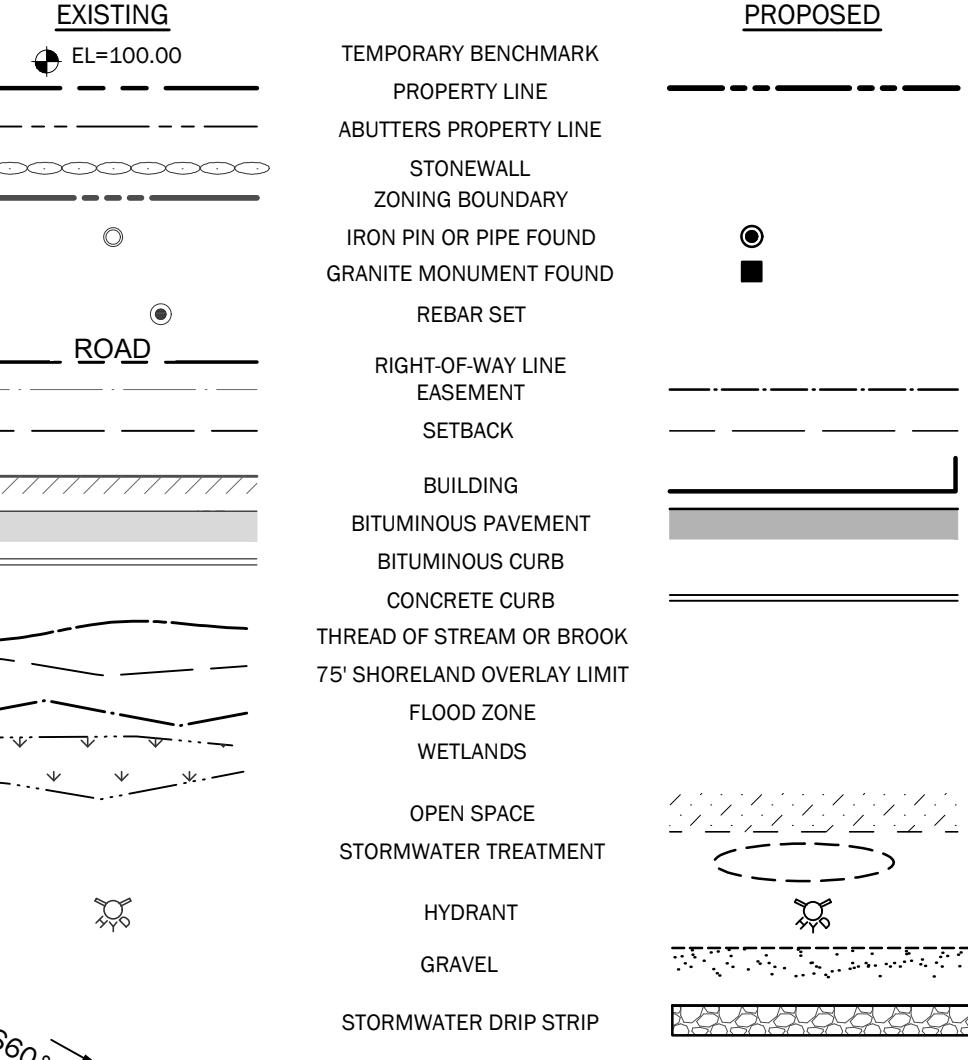 EXISTING PROPOSED
EL=100.00 TEMPORARY BENCHMARK
PROPERTY LINE
ABUTTERS PROPERTY LINE
STONEWALL
ZONING BOUNDARY
IRON PIN OR PIPE FOUND
GRANITE MONUMENT FOUND
REBAR SET
ROAD
RIGHT-OF-WAY LINE
EASEMENT
SETBACK
BUILDING
BITUMINOUS PAVEMENT
BITUMINOUS CURB
CONCRETE CURB
THREAD OF STREAM OR BROOK
75' SHORELAND OVERLAY LIMIT
FLOOD ZONE
WETLANDS
OPEN SPACE
STORMWATER TREATMENT
HYD HYDRANT HYD
GRAVEL
STORMWATER DRIP STRIP